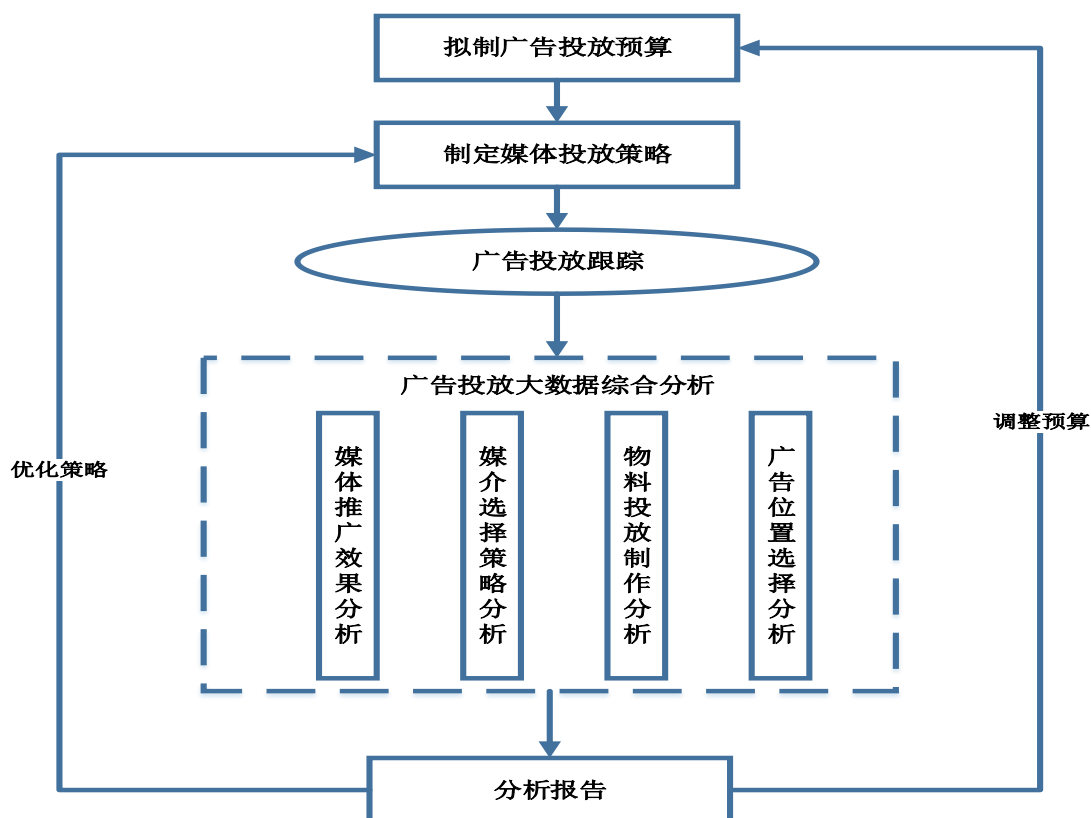 拟制广告投放预算
制定媒体投放策略
广告投放跟踪
广告投放大数据综合分析
媒体推广效果分析
媒介选择策略分析
物料投放制作分析
广告位置选择分析
优化策略
调整预算
分析报告